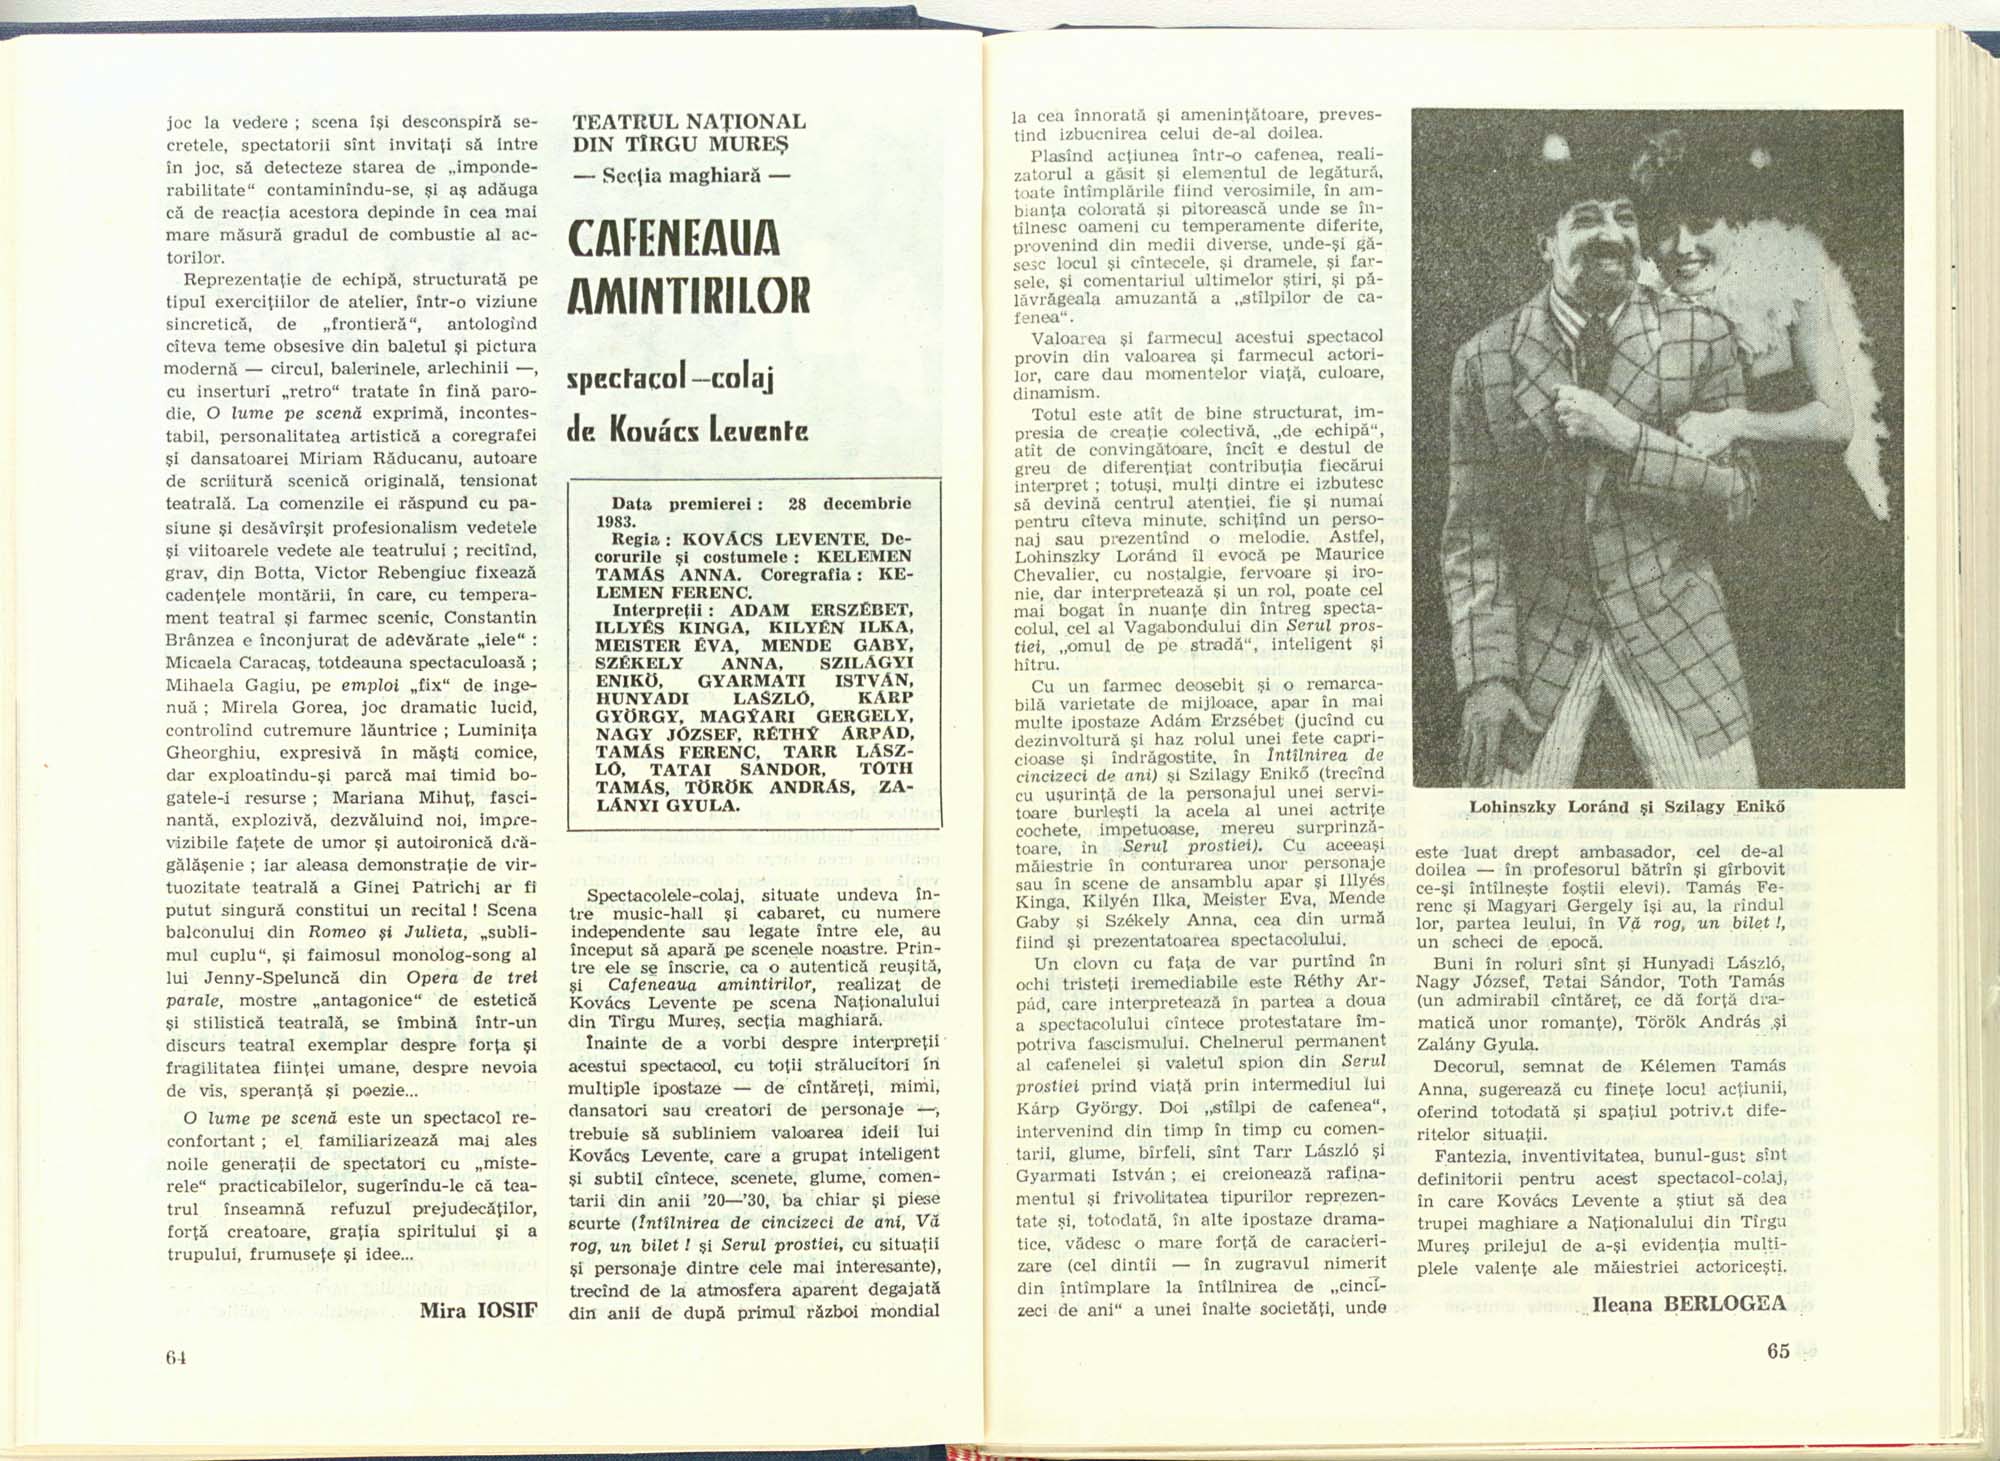 joc la vedere ; scena își desconspiră se-
cretele, spectatorii sînt invitați să intre
în joc, să detecteze starea de „imponde-
rabilitate“ contaminîndu-se, și aș adăuga
că de reacția acestora depinde în cea mai
mare măsură gradul de combustie al ac-
torilor.
Reprezentație de echipă, structurată pe
tipul exercițiilor de atelier, într-o viziune
sincretică, de „frontieră“, antologînd
cîteva teme obsesive din baletul și pictura
modernă — circul, balerinele, arlechinii —,
cu inserturi „retro“ tratate în fină paro-
die, O lume pe scenă exprimă, incontes-
tabil, personalitatea artistică a coregrafei
și dansatoarei Miriam Răducanu, autoare
de scriitură scenică originală, tensionat
teatrală. La comenzile ei răspund cu pa-
siune și desăvîrșit profesionalism vedetele
și viitoarele vedete ale teatrului ; recitînd,
grav, din Botta, Victor Rebengiuc fixează
cadențele montării, în care, cu tempera-
ment teatral și farmec scenic, Constantin
Brânzea e înconjurat de adevărate „iele“ :
Micaela Caracaș, totdeauna spectaculoasă ;
Mihaela Gagiu, pe emploi „fix“ de inge-
nuă ; Mirela Gorea, joc dramatic lucid,
controlînd cutremure lăuntrice ; Luminița
Gheorghiu, expresivă în măști comice,
dar exploatîndu-și parcă mai timid bo-
gatele-i resurse ; Mariana Mihuț, fasci-
nantă, explozivă, dezvăluind noi, impre-
vizibile fațete de umor și autoironică dră-
gălășenie ; iar aleasa demonstrație de vir-
tuozitate teatrală a Ginei Patrichi ar fi
putut singură constitui un recital ! Scena
balconului din Romeo și Julieta, „subli-
mul cuplu“, și faimosul monolog-song al
lui Jenny-Speluncă din Opera de trei
parale, mostre „antagonice“ de estetică
și stilistică teatrală, se îmbină într-un
discurs teatral exemplar despre forța și
fragilitatea ființei umane, despre nevoia
de vis, speranță și poezie...
O lume pe scenă este un spectacol re-
confortant ; el familiarizează mai ales
noile generații de spectatori cu „miste-
rele“ practicabilelor, sugerîndu-le că tea-
trul înseamnă refuzul prejudecăților,
forță creatoare, grația spiritului și a
trupului, frumusețe și idee...
Mira IOSIF
64
TEATRUL NAȚIONAL
DIN TÎRGU MUREȘ
— Secția maghiară —
CAFENEAUA
AMINTIRILOR
spectacol—colaj
de Kovács Levente
Data premierei : 28 decembrie
1983.
Regia : KOVÁCS LEVENTE. De-
corurile și costumele : KELEMEN
TAMÁS ANNA. Coregrafia : KE-
LEMEN FERENC.
Interpreții : ADAM ERSZÉBET,
ILLYÉS KINGA, KILYÉN ILKA,
MEISTER ÉVA, MENDE GABY,
SZÉKELY ANNA, SZILÁGYI
ENIKÖ, GYARMATI ISTVÁN,
HUNYADI LASZLÓ, KÁRP
GYÖRGY, MAGYARI GERGELY,
NAGY JÓZSEF, RÉTHY ÁRPÁD,
TAMÁS FERENC, TARR LÁSZ-
LÓ, TATAI SÁNDOR, TOTH
TAMÁS, TÖRÖK ANDRÁS, ZA-
LÁNYI GYULA.
Spectacolele-colaj, situate undeva în-
tre music-hall și cabaret, cu numere
independente sau legate între ele, au
început să apară pe scenele noastre. Prin-
tre ele se înscrie, ca o autentică reușită,
și Cafeneaua amintirilor, realizat de
Kovács Levente pe scena Naționalului
din Tîrgu Mureș, secția maghiară.
Înainte de a vorbi despre interpreții
acestui spectacol, cu toții strălucitori în
multiple ipostaze — de cîntăreți, mimi,
dansatori sau creatori de personaje —,
trebuie să subliniem valoarea ideii lui
Kovács Levente, care a grupat inteligent
și subtil cîntece, scenete, glume, comen-
tarii din anii ’20—’30, ba chiar și piese
scurte (Întîlnirea de cincizeci de ani, Vă
rog, un bilet ! și Serul prostiei, cu situații
și personaje dintre cele mai interesante),
trecînd de la atmosfera aparent degajată
din anii de după primul război mondial
la cea înnorată și amenințătoare, preves-
tind izbucnirea celui de-al doilea.
Plasînd acțiunea într-o cafenea, reali-
zatorul a găsit și elementul de legătură,
toate întîmplările fiind verosimile, în am-
bianța colorată și pitorească unde se în-
tîlnesc oameni cu temperamente diferite,
provenind din medii diverse, unde-și gă-
sesc locul și cîntecele, și dramele, și far-
sele, și comentariul ultimelor știri, și pă-
lăvrăgeala amuzantă a „stîlpilor de ca-
fenea“.
Valoarea și farmecul acestui spectacol
provin din valoarea și farmecul actori-
lor, care dau momentelor viață, culoare,
dinamism.
Totul este atît de bine structurat, im-
presia de creație colectivă, „de echipă“,
atît de convingătoare, încît e destul de
greu de diferențiat contribuția fiecărui
interpret ; totuși, mulți dintre ei izbutesc
să devină centrul atenției, fie și numai
pentru cîteva minute, schițînd un perso-
naj sau prezentînd o melodie. Astfel,
Lohinszky Loránd îl evocă pe Maurice
Chevalier, cu nostalgie, fervoare și iro-
nie, dar interpretează și un rol, poate cel
mai bogat în nuanțe din întreg specta-
colul, cel al Vagabondului din Serul pros-
tiei, „omul de pe stradă“, inteligent și
hîtru.
Cu un farmec deosebit și o remarca-
bilă varietate de mijloace, apar în mai
multe ipostaze Adám Erzsébet (jucînd cu
dezinvoltură și haz rolul unei fete capri-
cioase și îndrăgostite, în Întîlnirea de
cincizeci de ani) și Szilagy Enikő (trecînd
cu ușurință de la personajul unei servi-
toare burlești la acela al unei actrițe
cochete, impetuoase, mereu surprinză-
toare, în Serul prostiei). Cu aceeași
măiestrie în conturarea unor personaje
sau în scene de ansamblu apar și Illyés
Kinga, Kilyén Ilka, Meister Eva, Mende
Gaby și Székely Anna, cea din urmă
fiind și prezentatoarea spectacolului.
Un clovn cu fața de var purtînd în
ochi tristeți iremediabile este Réthy Ar-
pád, care interpretează în partea a doua
a spectacolului cîntece protestatare îm-
potriva fascismului. Chelnerul permanent
al cafenelei și valetul spion din Serul
prostiei prind viață prin intermediul lui
Kárp György. Doi „stîlpi de cafenea“,
intervenind din timp în timp cu comen-
tarii, glume, bîrfeli, sînt Tarr László și
Gyarmati István ; ei creionează rafina-
mentul și frivolitatea tipurilor reprezen-
tate și, totodată, în alte ipostaze drama-
tice, vădesc o mare forță de caracteri-
zare (cel dintîi — în zugravul nimerit
din întîmplare la întîlnirea de „cinci-
zeci de ani“ a unei înalte societăți, unde
Lohinszky Loránd și Szilagy Enikő
este luat drept ambasador, cel de-al
doilea — în profesorul bătrîn și gîrbovit
ce-și întîlnește foștii elevi). Tamás Fe-
renc și Magyari Gergely își au, la rîndul
lor, partea leului, în Vă rog, un bilet !,
un scheci de epocă.
Buni în roluri sînt și Hunyadi László,
Nagy József, Tatai Sándor, Toth Tamás
(un admirabil cîntăreț, ce dă forță dra-
matică unor romanțe), Török András și
Zalány Gyula.
Decorul, semnat de Kélemen Tamás
Anna, sugerează cu finețe locul acțiunii,
oferind totodată și spațiul potrivit dife-
ritelor situații.
Fantezia, inventivitatea, bunul-gust sînt
definitorii pentru acest spectacol-colaj,
în care Kovács Levente a știut să dea
trupei maghiare a Naționalului din Tîrgu
Mureș prilejul de a-și evidenția multi-
plele valențe ale măiestriei actoricești.
Ileana BERLOGEA
65